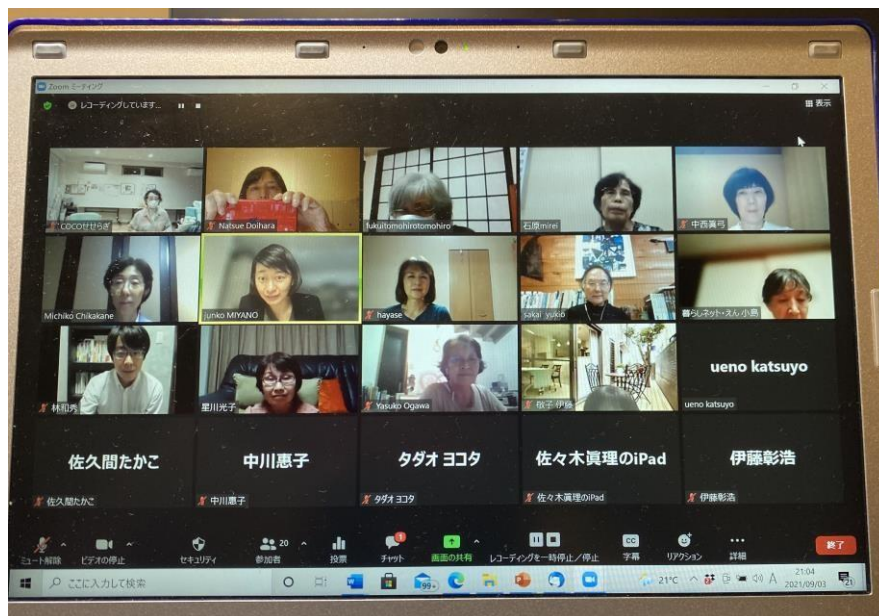 Zoom ミーティング
レコーディングしています...
表示
COCOせせらぎ
Natsue Doihara
fukuitomohirotomohiro
石原mirei
中西眞弓
Michiko Chikakane
junko MIYANO
hayase
sakai yukio
暮らしネット・えん 小島
林和秀
星川光子
Yasuko Ogawa
敬子 伊藤
ueno katsuyo
ueno katsuyo
佐久間たかこ
中川惠子
タダオ ヨコタ
佐々木眞理のiPad
伊藤彰浩
佐久間たかこ
中川惠子
タダオ ヨコタ
佐々木眞理のiPad
伊藤彰浩
20
1
CC
ミュート解除
ビデオの停止
セキュリティ
参加者
投票
チャット
画面の共有
レコーディングを一時停止／停止
字幕
リアクション
詳細
終了
ここに入力して検索
99+
21°C
A
21:04
2021/09/03
21